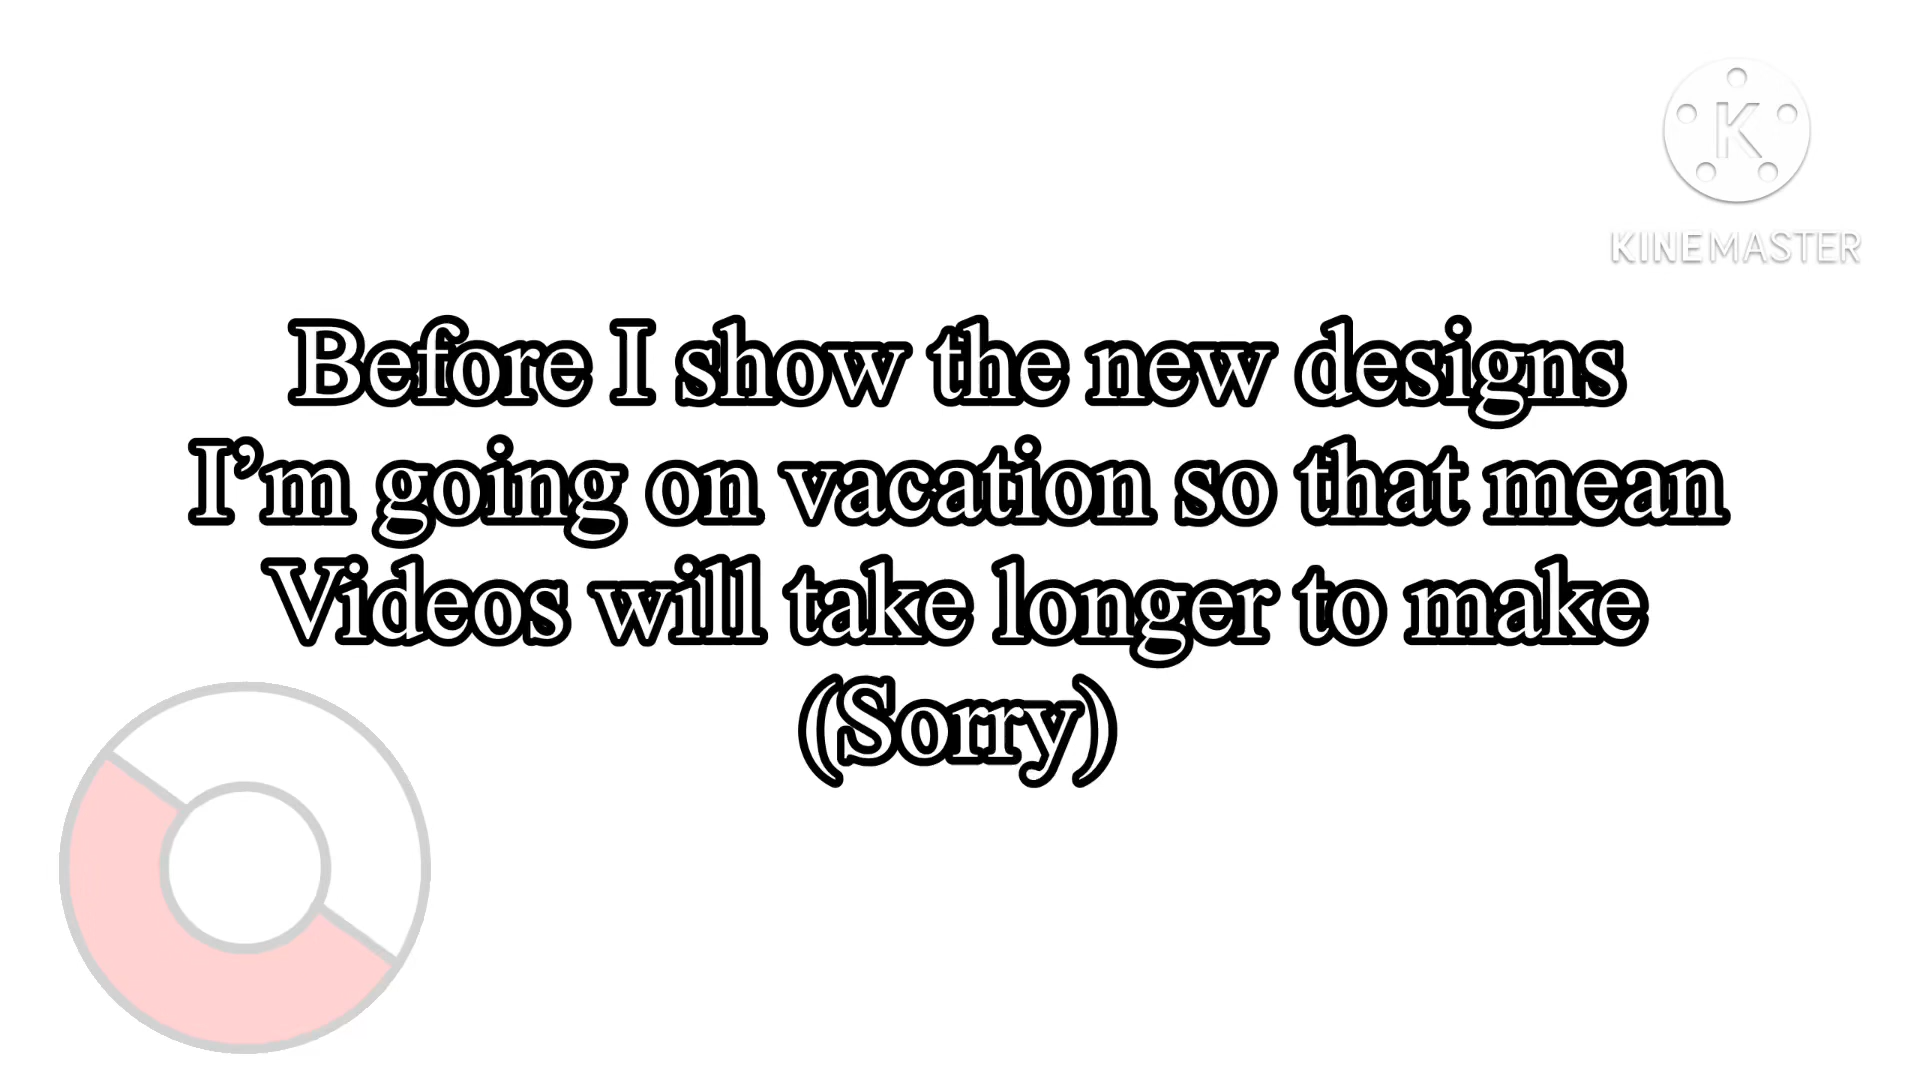 K
KINEMASTER
Before I show the new designs
I’m going on vacation so that mean
Videos will take longer to make
(Sorry)